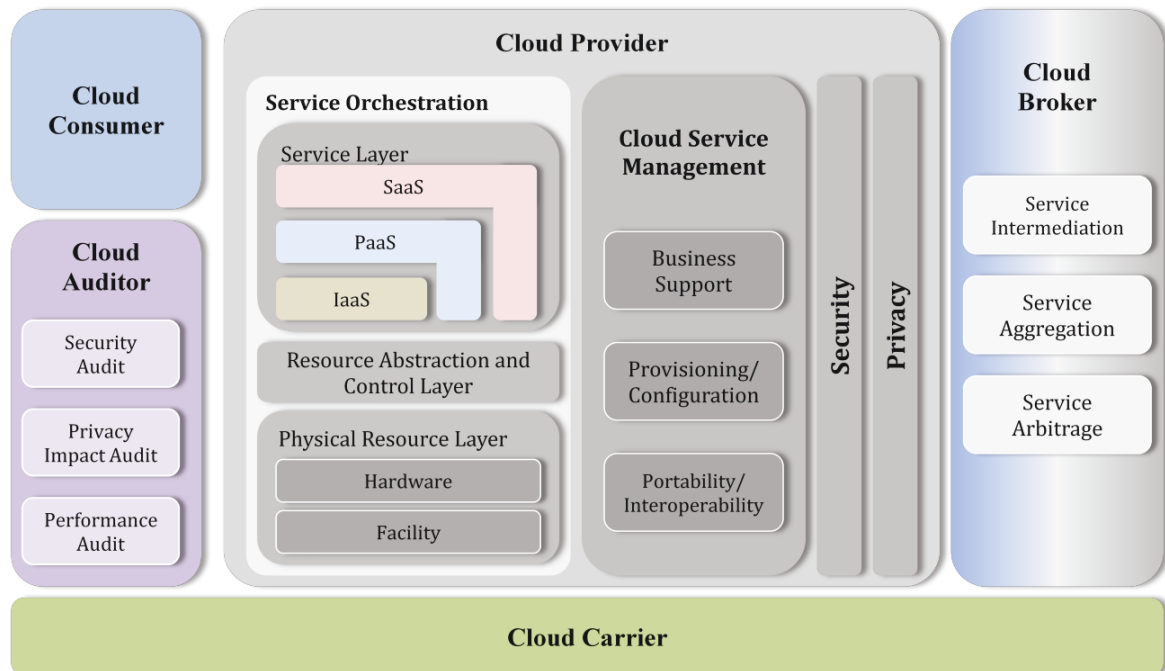 Cloud
Consumer
Cloud
Auditor
Security
Audit
Privacy
Impact Audit
Performance
Audit
Cloud Provider
Service Orchestration
Service Layer
SaaS
PaaS
IaaS
Resource Abstraction and
Control Layer
Physical Resource Layer
Hardware
Facility
Cloud Service
Management
Business
Support
Provisioning/
Configuration
Portability/
Interoperability
Security
Privacy
Cloud
Broker
Service
Intermediation
Service
Aggregation
Service
Arbitrage
Cloud Carrier